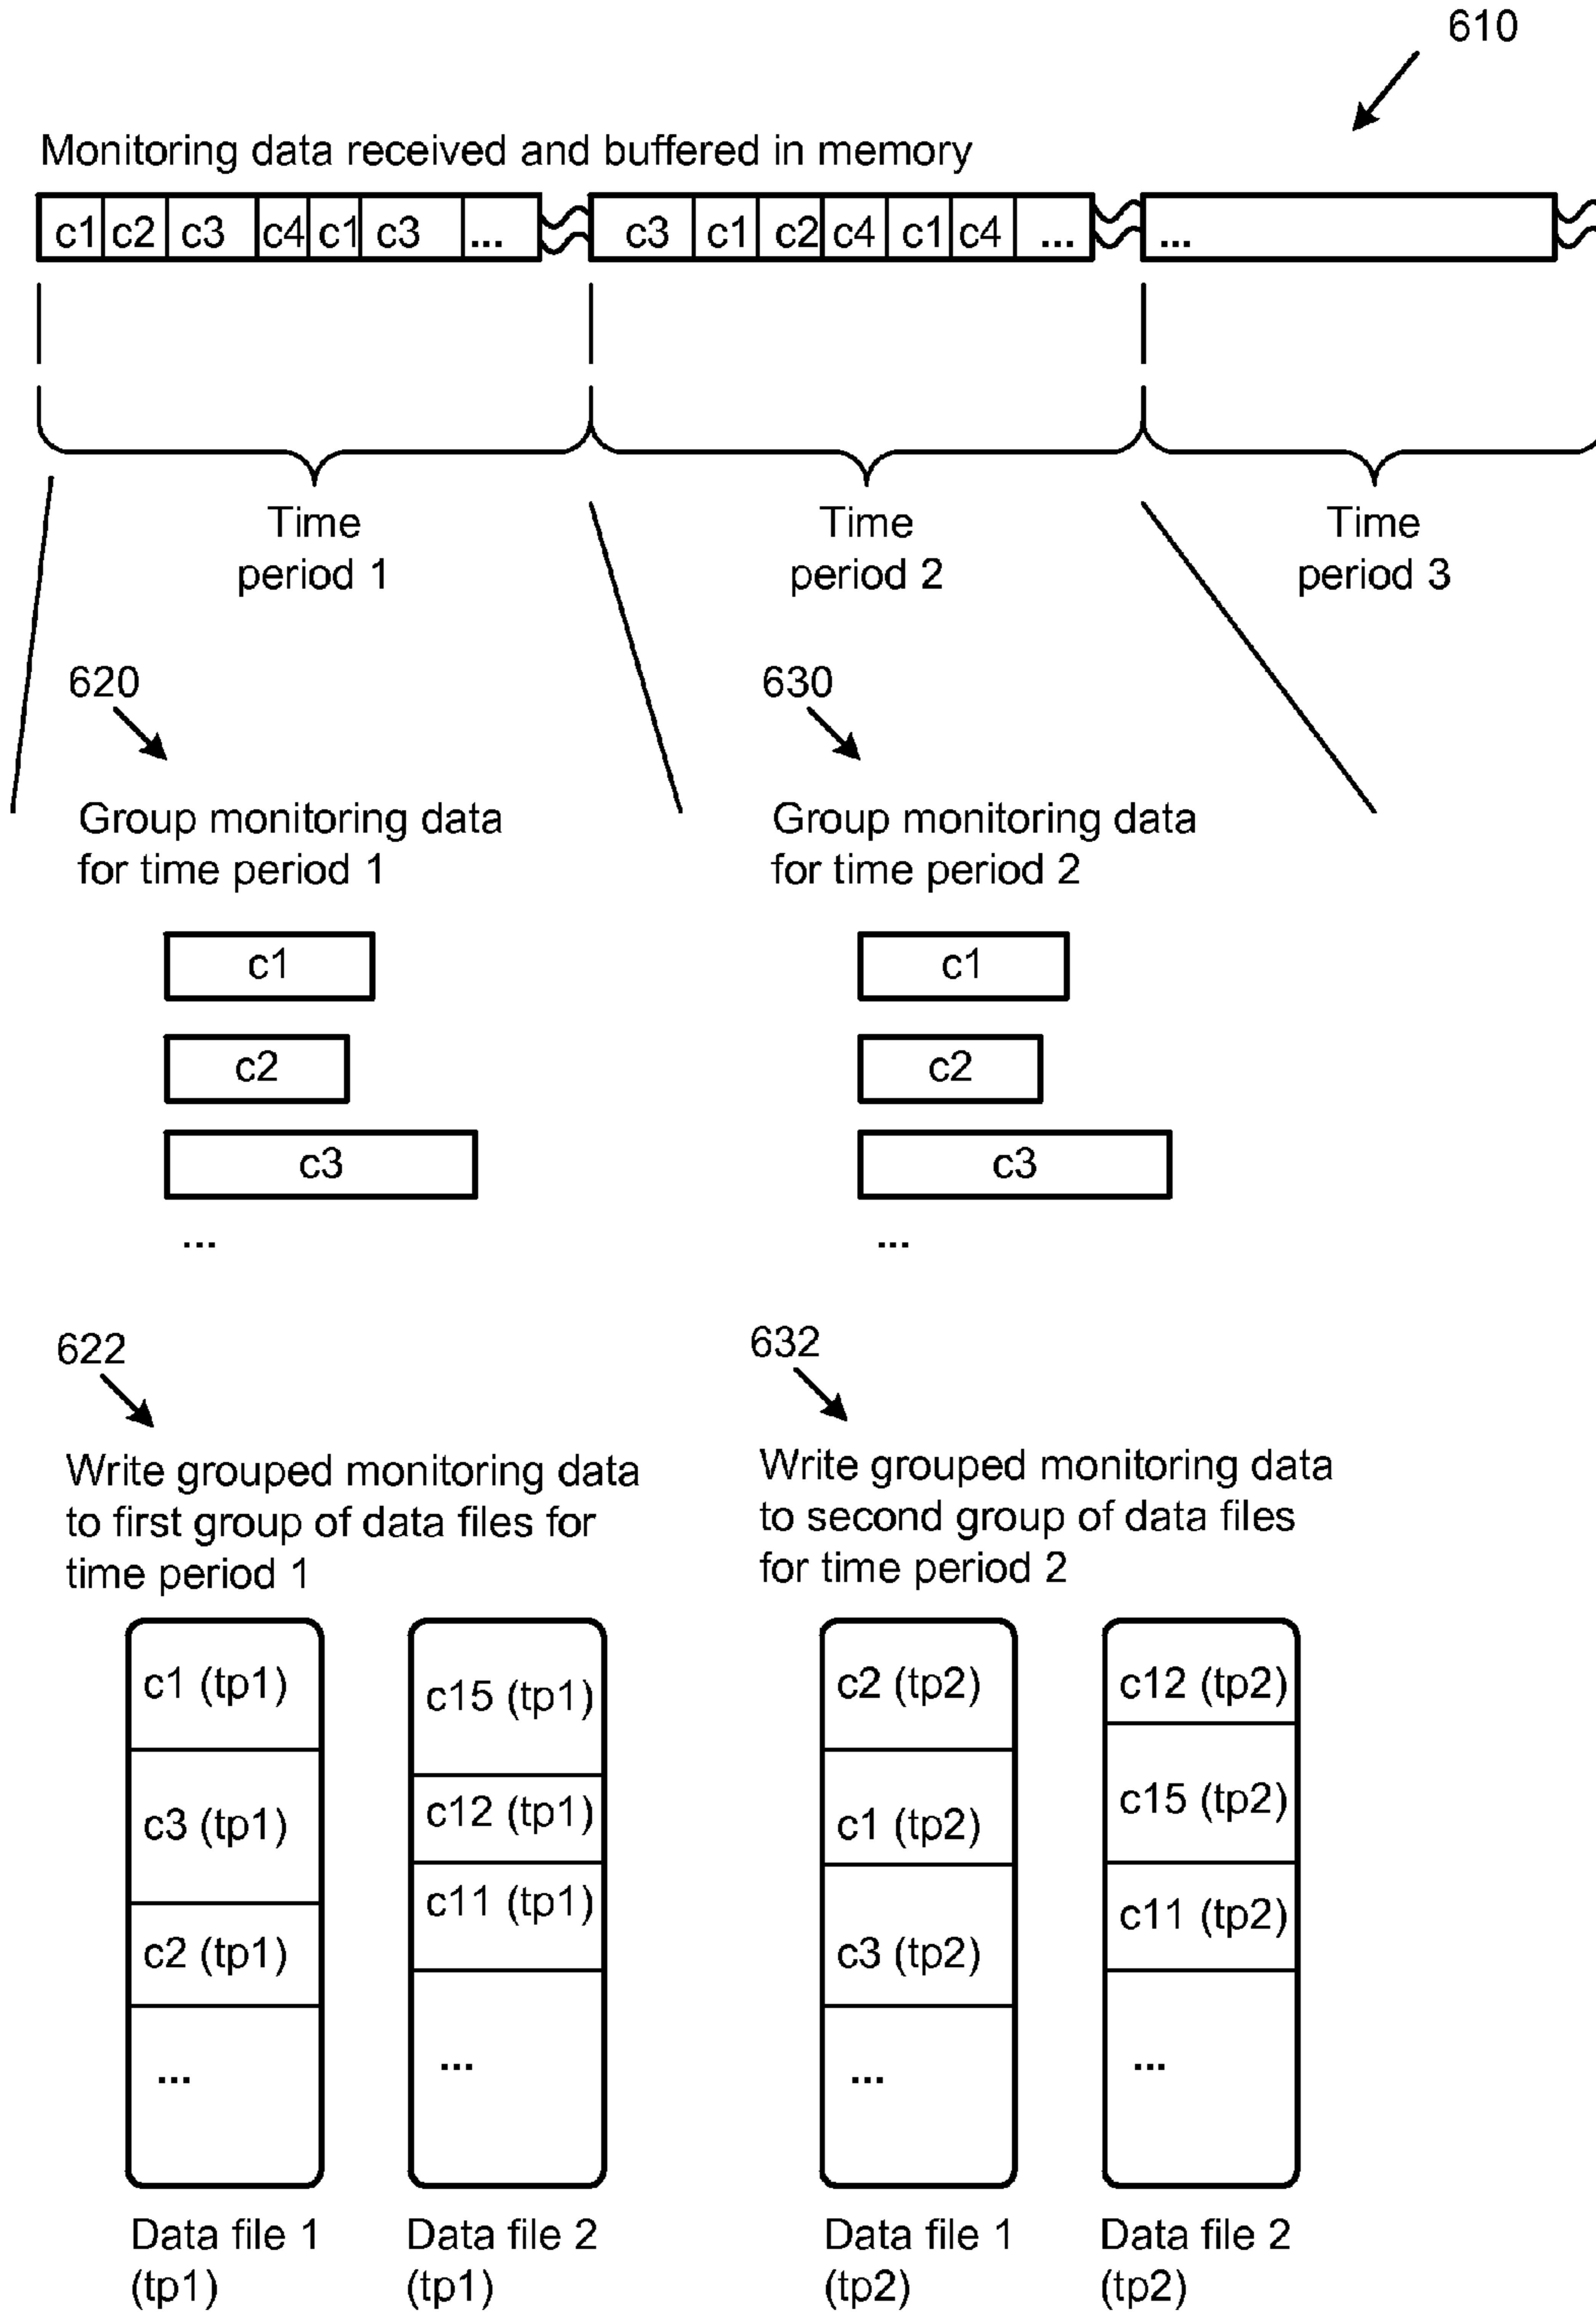 610
Monitoring data received and buffered in memory
c1 c2 c3 c4 c1 c3 ... c3 c1 c2 c4 c1 c4 ... ...
Time
period 1
Time
period 2
Time
period 3
620
Group monitoring data
for time period 1
c1
c2
c3
...
630
Group monitoring data
for time period 2
c1
c2
c3
...
622
Write grouped monitoring data
to first group of data files for
time period 1
c1 (tp1)
c3 (tp1)
c2 (tp1)
...
Data file 1
(tp1)
c15 (tp1)
c12 (tp1)
c11 (tp1)
...
Data file 2
(tp1)
632
Write grouped monitoring data
to second group of data files
for time period 2
c2 (tp2)
c1 (tp2)
c3 (tp2)
...
Data file 1
(tp2)
c12 (tp2)
c15 (tp2)
c11 (tp2)
...
Data file 2
(tp2)